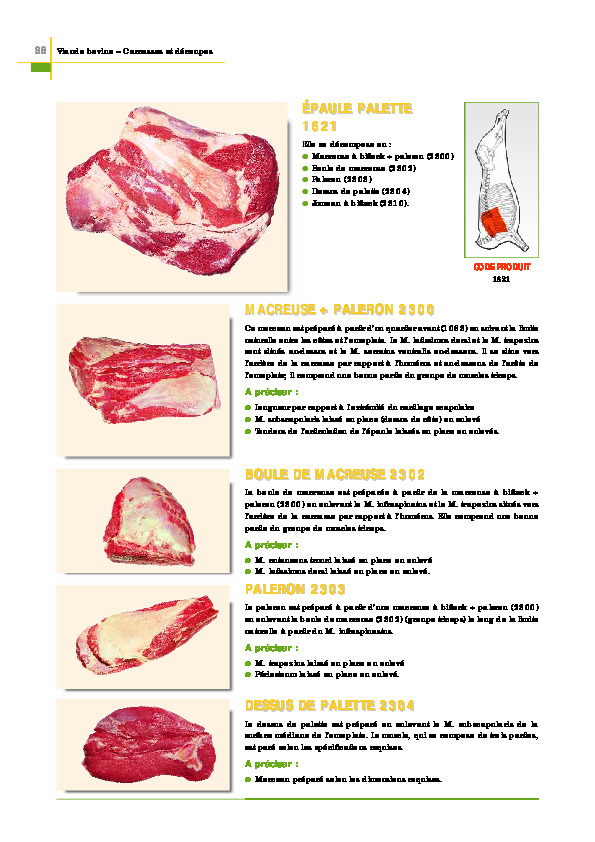 Viande bovine – Carcasses et découpes
ÉPAULE PALETTE
1621
Elle se décompose en :
Macreuse à bifteck + paleron (2300)
Boule de macreuse (2302)
Paleron (2303)
Dessus de palette (2304)
Jumeau à bifteck (2310).
CODE PRODUIT
1621
MACREUSE + PALERON 2300
Ce morceau est préparé à partir d'un quartier avant (1063) en suivant la limite
naturelle entre les côtes et l'omoplate. Le M. latissimus dorsi et le M. trapezius
sont situés au-dessus et le M. serratus ventralis au-dessous. Il se situe vers
l'arrière de la carcasse par rapport à l'humérus et au-dessous de l'arête de
l'omoplate; il comprend une bonne partie du groupe de muscles triceps.
A préciser :
Longueur par rapport à l'extrémité du cartilage scapulaire
M. subscapularis laissé en place (dessus de côte) ou enlevé
Tendons de l'articulation de l'épaule laissés en place ou enlevés.
BOULE DE MACREUSE 2302
La boule de macreuse est préparée à partir de la macreuse à bifteck +
paleron (2300) en enlevant le M. infraspinatus et le M. trapezius situés vers
l'arrière de la carcasse par rapport à l'humérus. Elle comprend une bonne
partie du groupe de muscles triceps.
A préciser :
M. cutaneous trunci laissé en place ou enlevé
M. latissimus dorsi laissé en place ou enlevé.
PALERON 2303
Le paleron est préparé à partir d'une macreuse à bifteck + paleron (2300)
en enlevant la boule de macreuse (2302) (groupe triceps) le long de la limite
naturelle à partir du M. infraspinatus.
A préciser :
M. trapezius laissé en place ou enlevé
Périosteum laissé en place ou enlevé.
DESSUS DE PALETTE 2304
Le dessus de palette est préparé en enlevant le M. subscapularis de la
surface médiane de l'omoplate. Le muscle, qui se compose de trois parties,
est paré selon les spécifications requises.
A préciser :
Morceau préparé selon les dimensions requises.